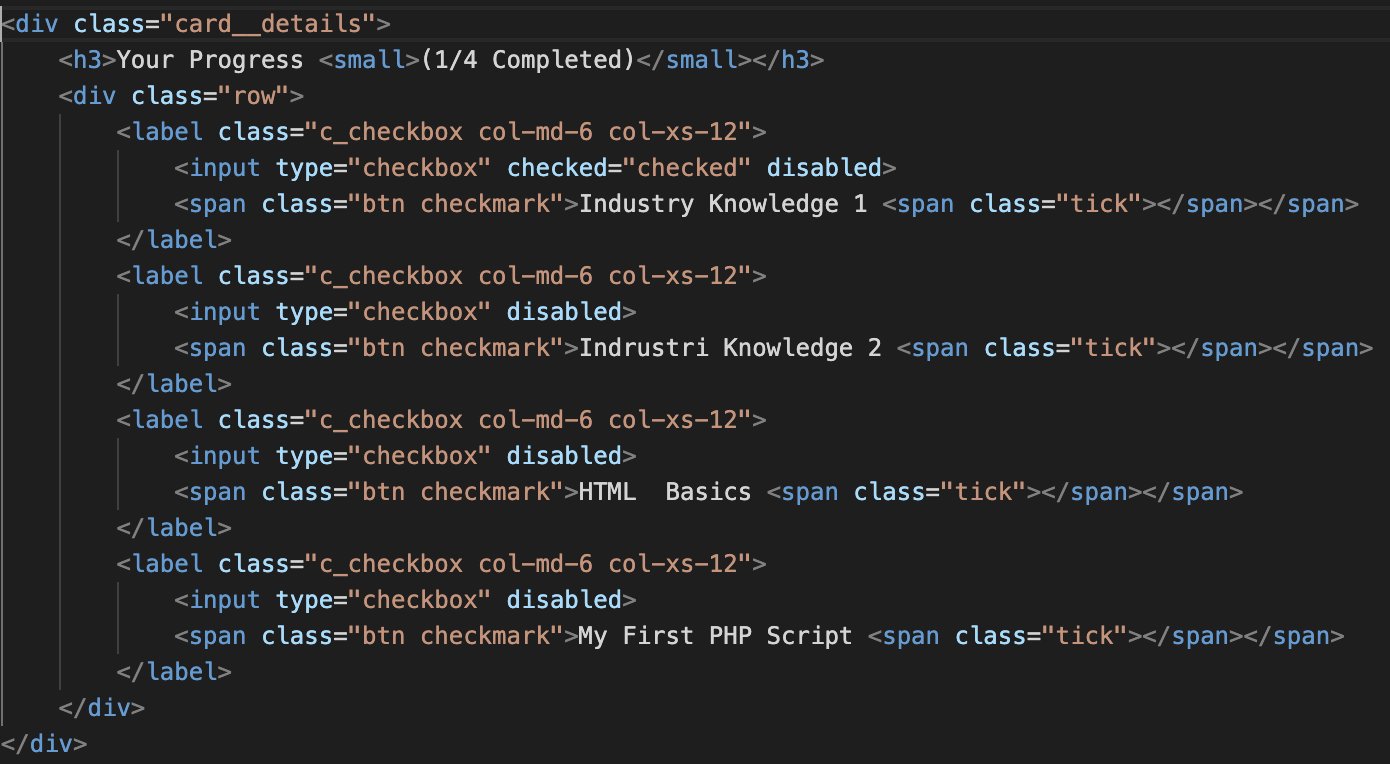 <div class="card__details">
    <h3>Your Progress <small>(1/4 Completed)</small></h3>
    <div class="row">
        <label class="c_checkbox col-md-6 col-xs-12">
            <input type="checkbox" checked="checked" disabled>
            <span class="btn checkmark">Industry Knowledge 1 <span class="tick"></span></span>
        </label>
        <label class="c_checkbox col-md-6 col-xs-12">
            <input type="checkbox" disabled>
            <span class="btn checkmark">Indrustri Knowledge 2 <span class="tick"></span></span>
        </label>
        <label class="c_checkbox col-md-6 col-xs-12">
            <input type="checkbox" disabled>
            <span class="btn checkmark">HTML  Basics <span class="tick"></span></span>
        </label>
        <label class="c_checkbox col-md-6 col-xs-12">
            <input type="checkbox" disabled>
            <span class="btn checkmark">My First PHP Script <span class="tick"></span></span>
        </label>
    </div>
</div>